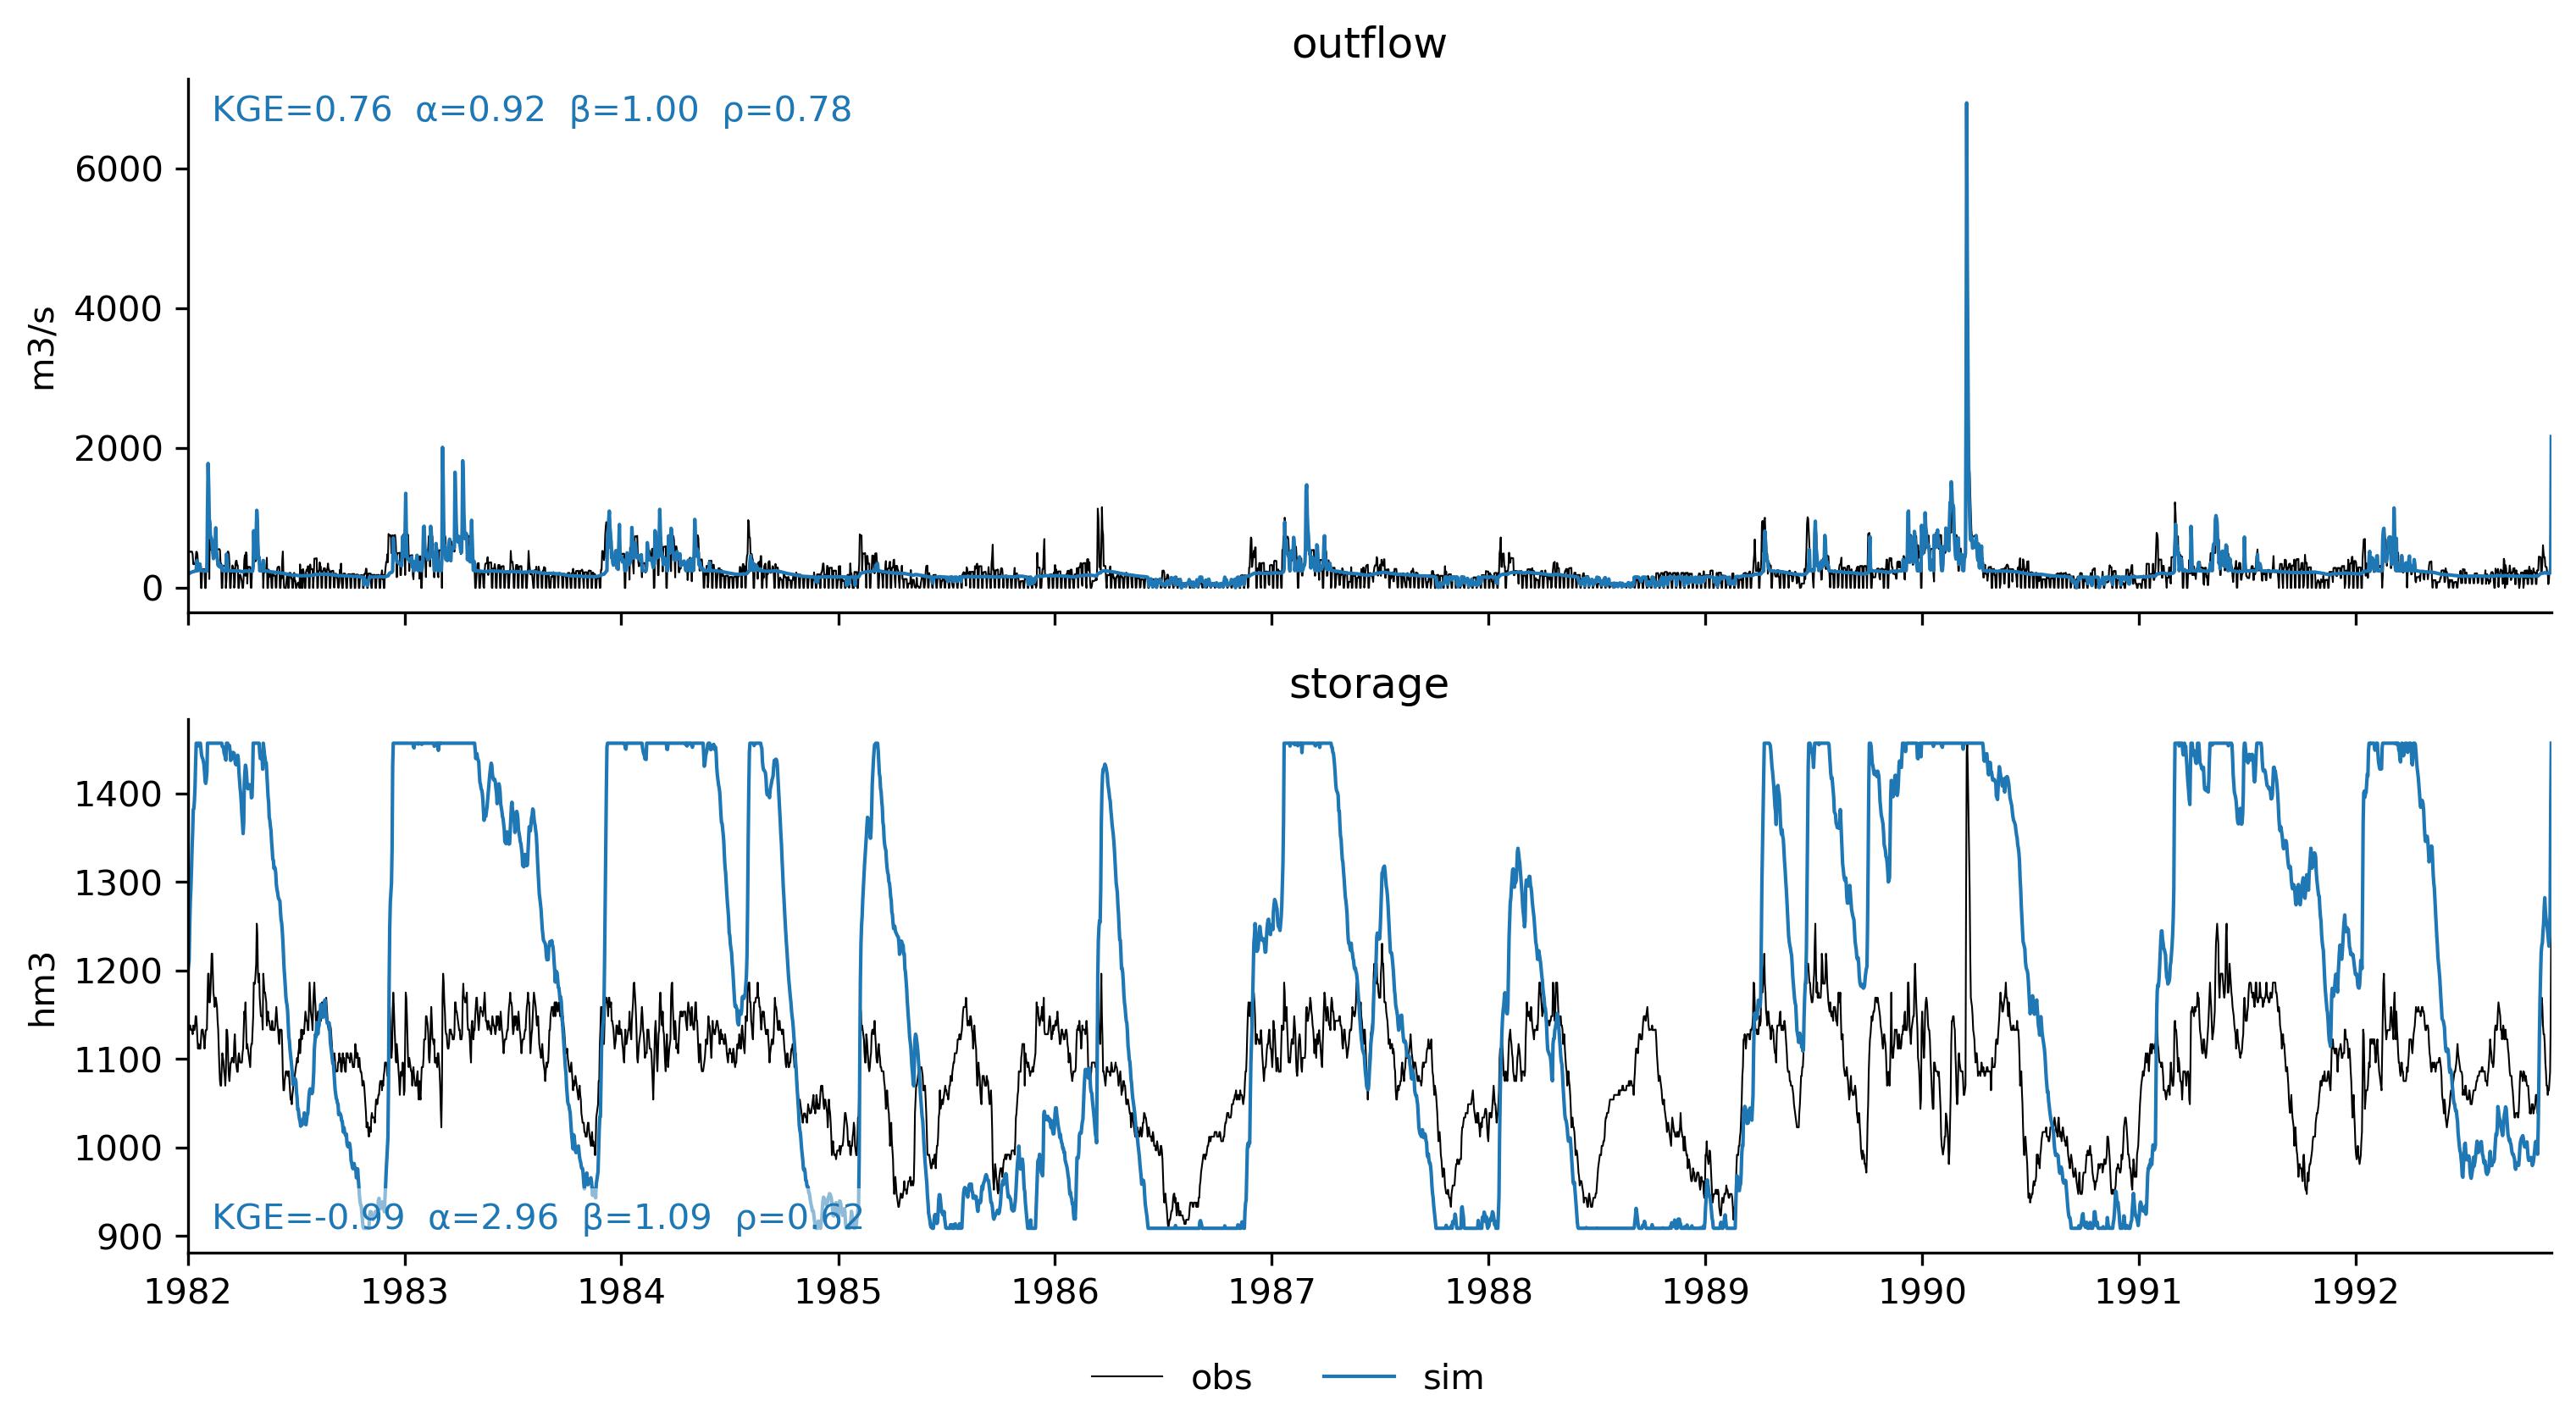 outflow
KGE=0.76 α=0.92 β=1.00 ρ=0.78
m3/s
6000
4000
2000
0
storage
hm3
1400
1300
1200
1100
1000
900
KGE=-0.99 α=2.96 β=1.09 ρ=0.62
1982 1983 1984 1985 1986 1987 1988 1989 1990 1991 1992
obs sim